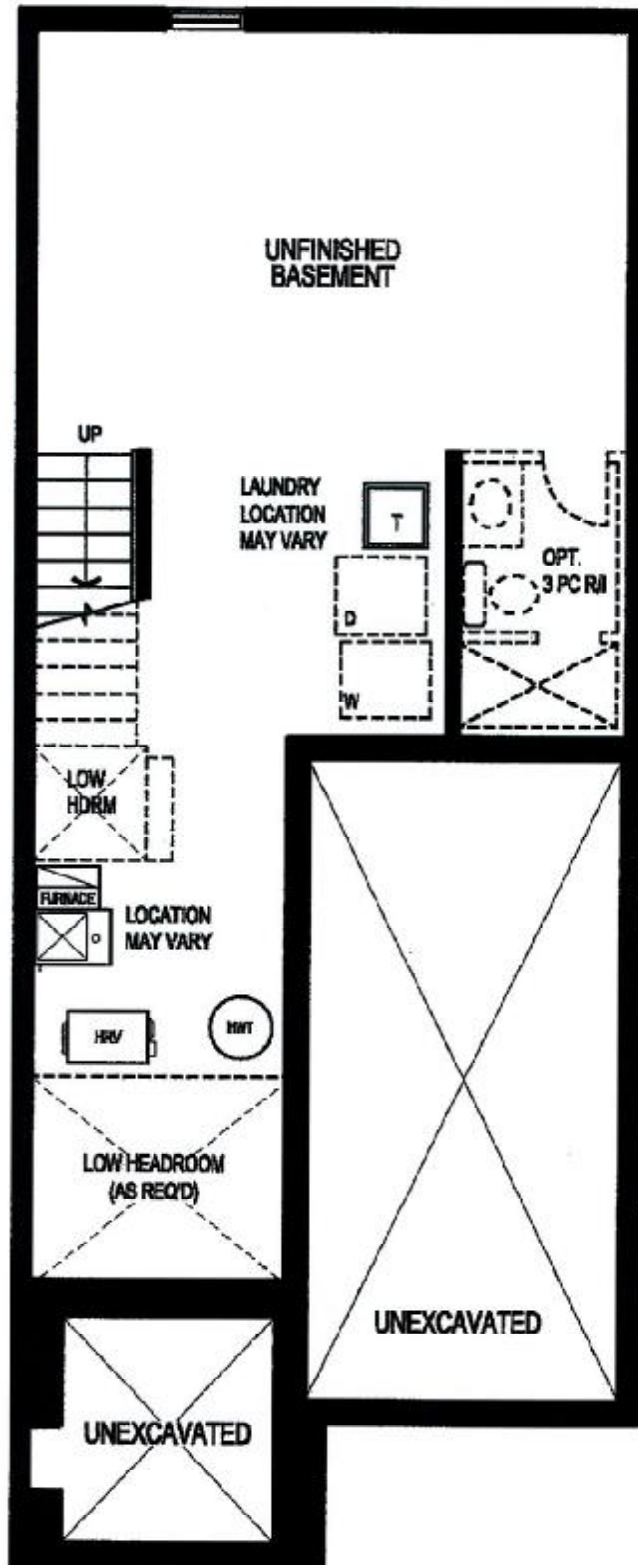 UNFINISHED
BASEMENT
UP
LAUNDRY
LOCATION
MAY VARY
T
D
W
OPT.
3 PC R/I
LOW
HDRM
FURNACE
LOCATION
MAY VARY
HRV
HWT
LOW HEADROOM
(AS REQ'D)
UNEXCAVATED
UNEXCAVATED